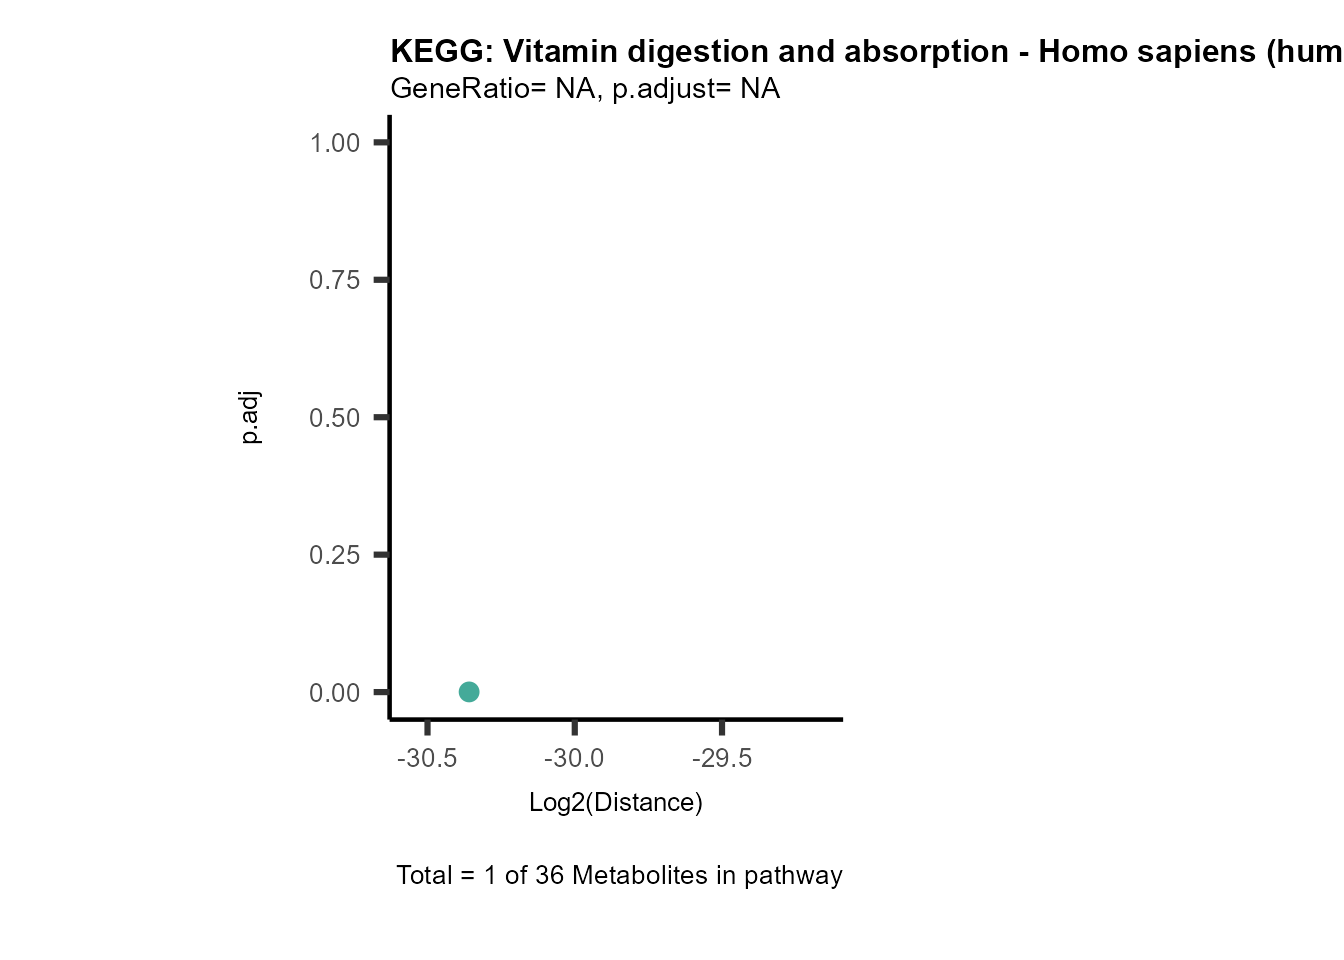 KEGG: Vitamin digestion and absorption - Homo sapiens (hum
GeneRatio= NA, p.adjust= NA
1.00
0.75
0.50
0.25
0.00
p.adj
-30.5 -30.0 -29.5
Log2(Distance)
Total = 1 of 36 Metabolites in pathway